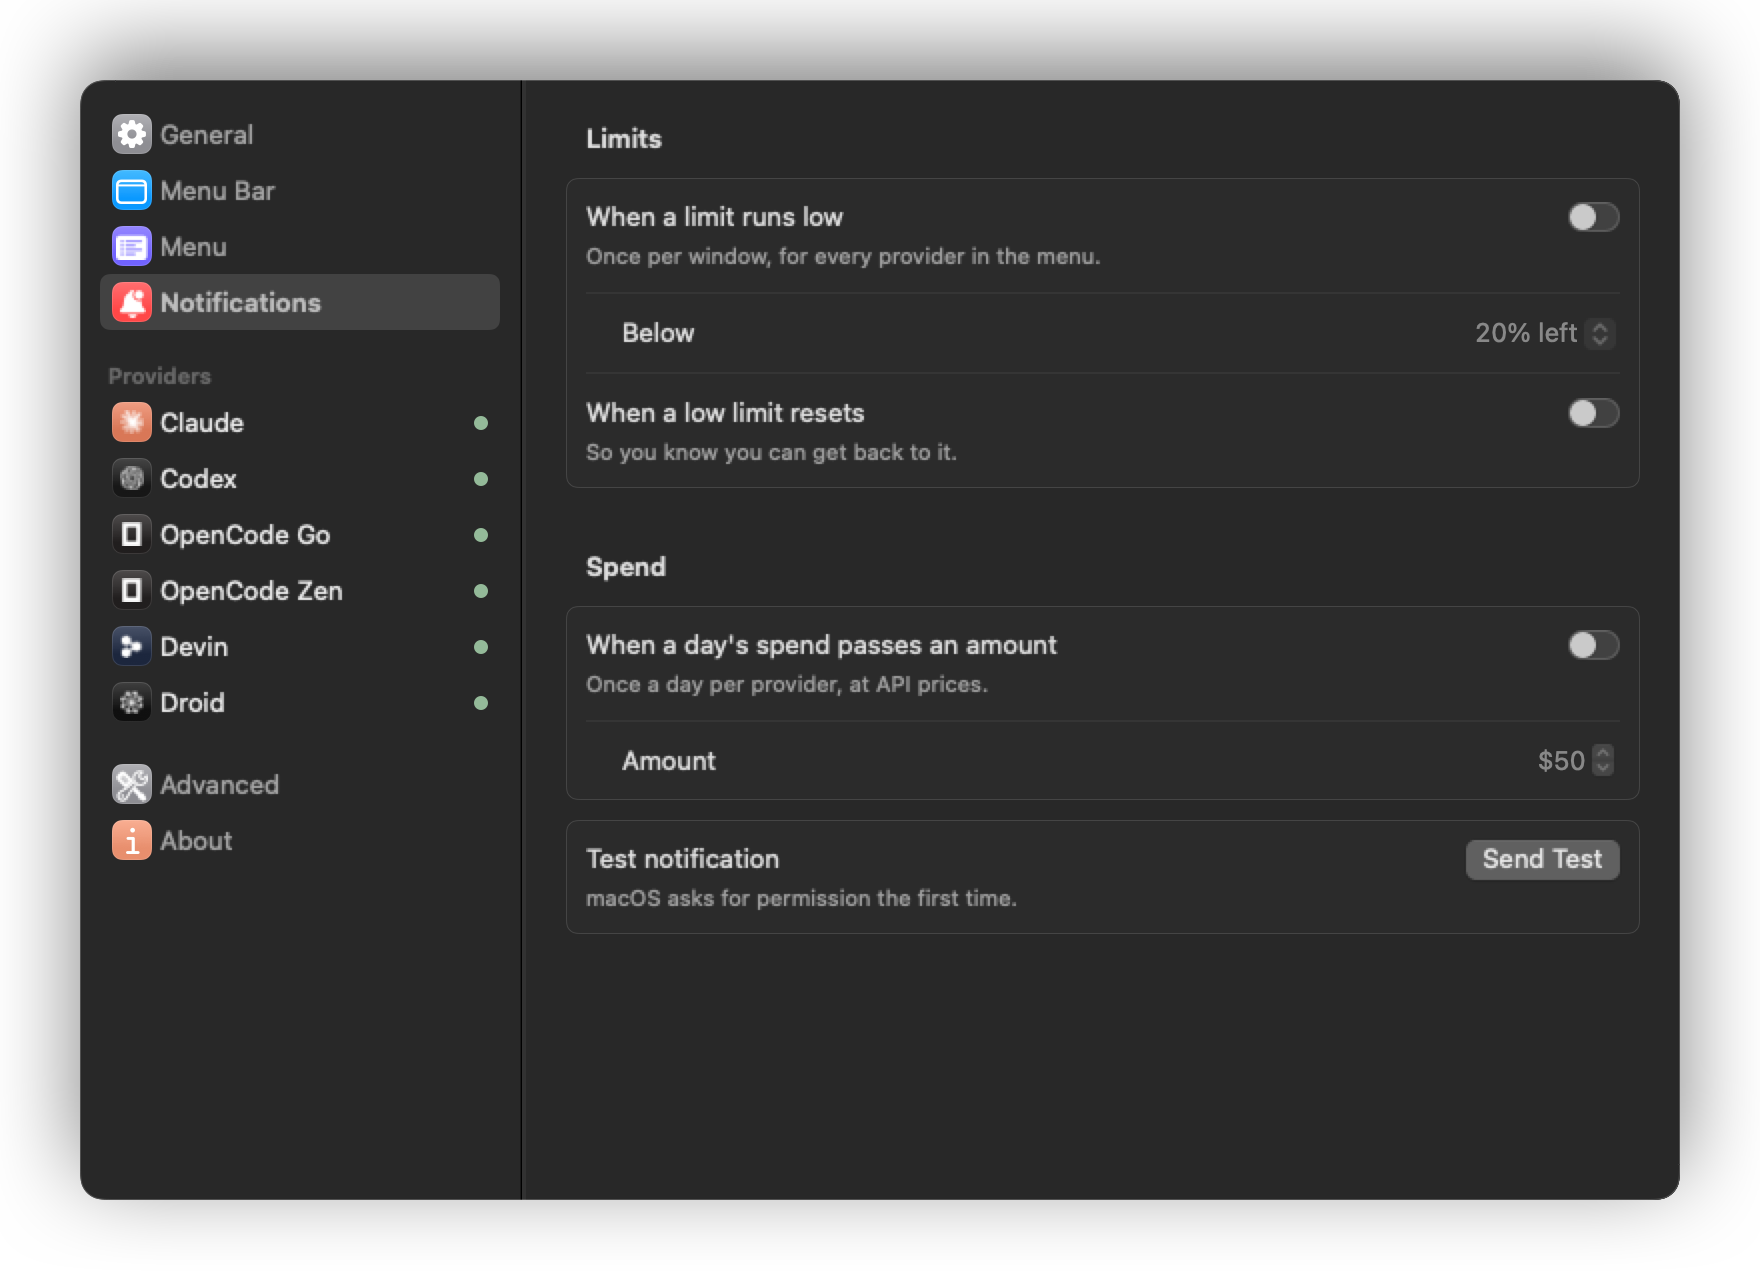 General
Menu Bar
Menu
Notifications
Providers
Claude
Codex
OpenCode Go
OpenCode Zen
Devin
Droid
Advanced
About
Limits
When a limit runs low
Once per window, for every provider in the menu.
Below
20% left
When a low limit resets
So you know you can get back to it.
Spend
When a day's spend passes an amount
Once a day per provider, at API prices.
Amount
$50
Test notification
Send Test
macOS asks for permission the first time.